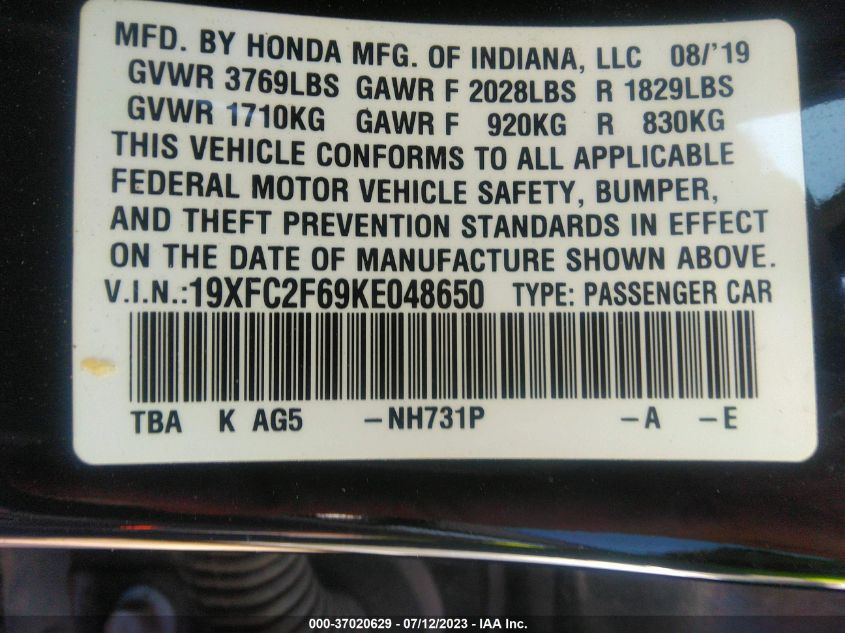 MFD. BY HONDA MFG. OF INDIANA, LLC 08/'19
GVWR 3769LBS GAWR F 2028LBS R 1829LBS
GVWR 1710KG GAWR F 920KG R 830KG
THIS VEHICLE CONFORMS TO ALL APPLICABLE
FEDERAL MOTOR VEHICLE SAFETY, BUMPER,
AND THEFT PREVENTION STANDARDS IN EFFECT
ON THE DATE OF MANUFACTURE SHOWN ABOVE.
V.I.N.:19XFC2F69KE048650 TYPE: PASSENGER CAR
TBA K AG5 -NH731P -A -E
000-37020629 - 07/12/2023 - IAA Inc.